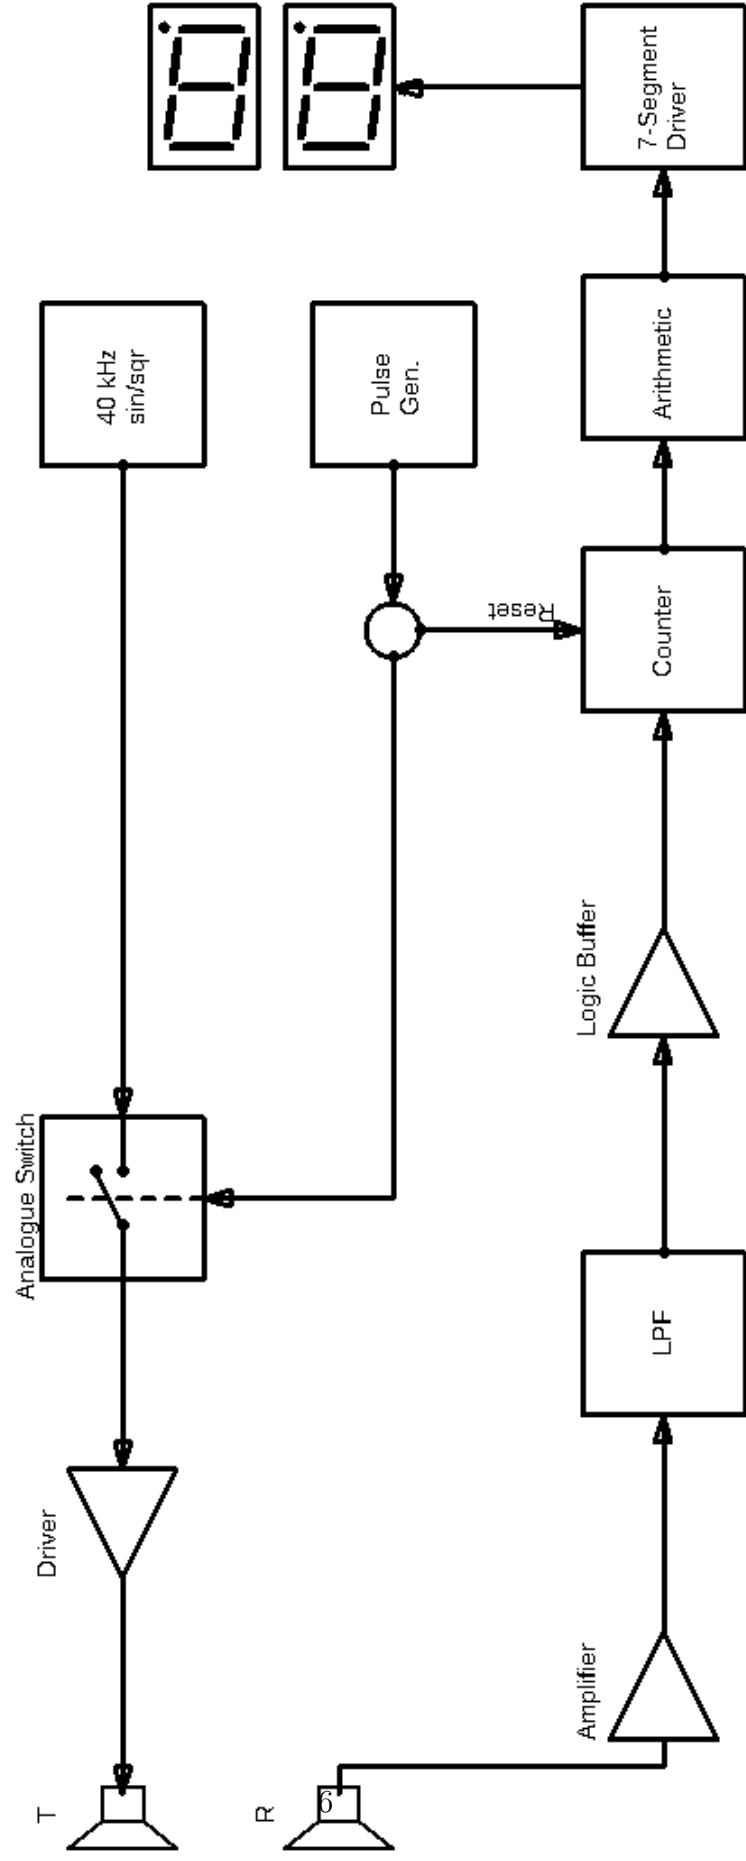 T
Driver
Analogue Switch
40 kHz
sin/sqr
R
6
Pulse
Gen.
Reset
Amplifier
LPF
Logic Buffer
Counter
Arithmetic
7-Segment
Driver